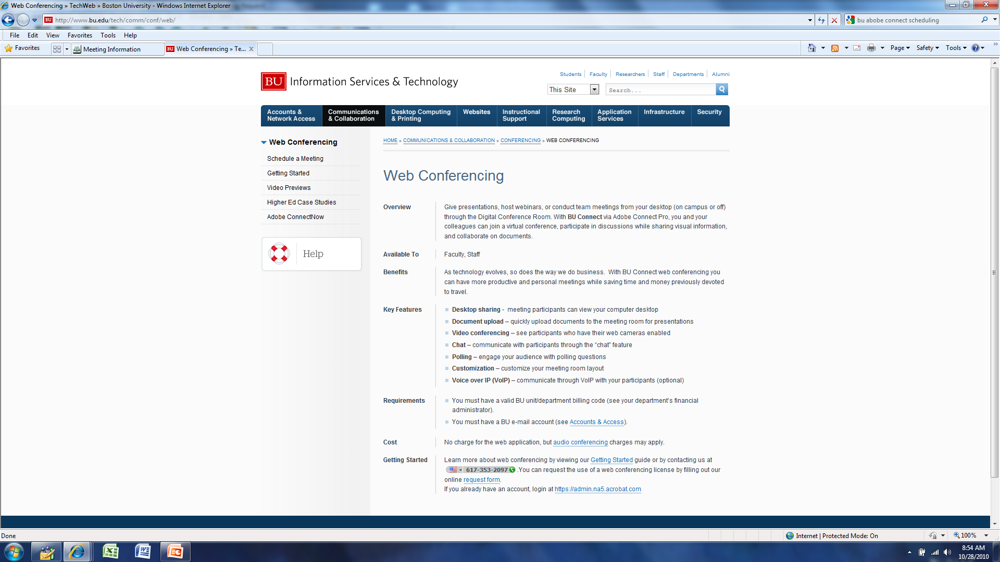 Web Conferencing » TechWeb » Boston University - Windows Internet Explorer
BU http://www.bu.edu/tech/comm/conf/web/
bu abobe connect scheduling
File Edit View Favorites Tools Help
Favorites
Meeting Information
BU Web Conferencing » Te...
Page Safety Tools
Students Faculty Researchers Staff Departments Alumni
BU Information Services & Technology
This Site
Search...
Accounts & Network Access
Communications & Collaboration
Desktop Computing & Printing
Websites
Instructional Support
Research Computing
Application Services
Infrastructure
Security
Web Conferencing
Schedule a Meeting
Getting Started
Video Previews
Higher Ed Case Studies
Adobe ConnectNow
Help
HOME » COMMUNICATIONS & COLLABORATION » CONFERENCING » WEB CONFERENCING
Web Conferencing
Overview
Give presentations, host webinars, or conduct team meetings from your desktop (on campus or off)
through the Digital Conference Room. With BU Connect via Adobe Connect Pro, you and your
colleagues can join a virtual conference, participate in discussions while sharing visual information,
and collaborate on documents.
Available To
Faculty, Staff
Benefits
As technology evolves, so does the way we do business. With BU Connect web conferencing you
can have more productive and personal meetings while saving time and money previously devoted
to travel.
Key Features
Desktop sharing - meeting participants can view your computer desktop
Document upload – quickly upload documents to the meeting room for presentations
Video conferencing – see participants who have their web cameras enabled
Chat – communicate with participants through the “chat” feature
Polling – engage your audience with polling questions
Customization – customize your meeting room layout
Voice over IP (VoIP) – communicate through VoIP with your participants (optional)
Requirements
You must have a valid BU unit/department billing code (see your department's financial
administrator).
You must have a BU e-mail account (see Accounts & Access).
Cost
No charge for the web application, but audio conferencing charges may apply.
Getting Started
Learn more about web conferencing by viewing our Getting Started guide or by contacting us at
617-353-2097 .You can request the use of a web conferencing license by filling out our
online request form.
If you already have an account, login at https://admin.na5.acrobat.com
Done
Internet | Protected Mode: On
100%
8:54 AM
10/28/2010